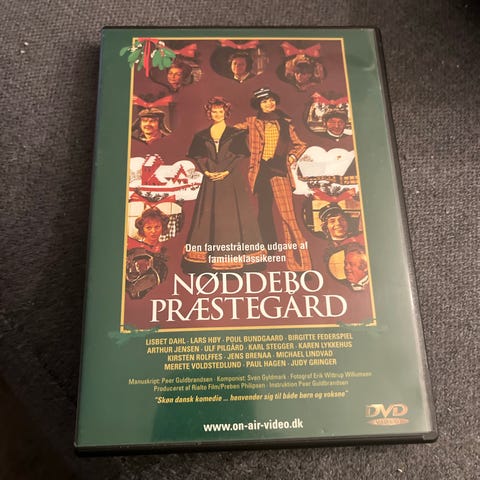 Den farvestrålende udgave af
familieklassikeren
NØDDEBO
PRÆSTEGÅRD
LISBET DAHL · LARS HØY · POUL BUNDGAARD · BIRGITTE FEDERSPIEL
ARTHUR JENSEN · ULF PILGÅRD · KARL STEGGER · KAREN LYKKEHUS
KIRSTEN ROLFFES · JENS BRENAA · MICHAEL LINDVAD
MERETE VOLDSTEDLUND · PAUL HAGEN · JUDY GRINGER
Manuskript: Peer Guldbrandsen · Komponist: Sven Gyldmark · Fotograf Erik Wittrup Willumsen
Produceret af Rialto Film/Preben Philipsen · Instruktion Peer Guldbrandsen
"Skøn dansk komedie ... henvender sig til både børn og voksne"
DVD
www.on-air-video.dk